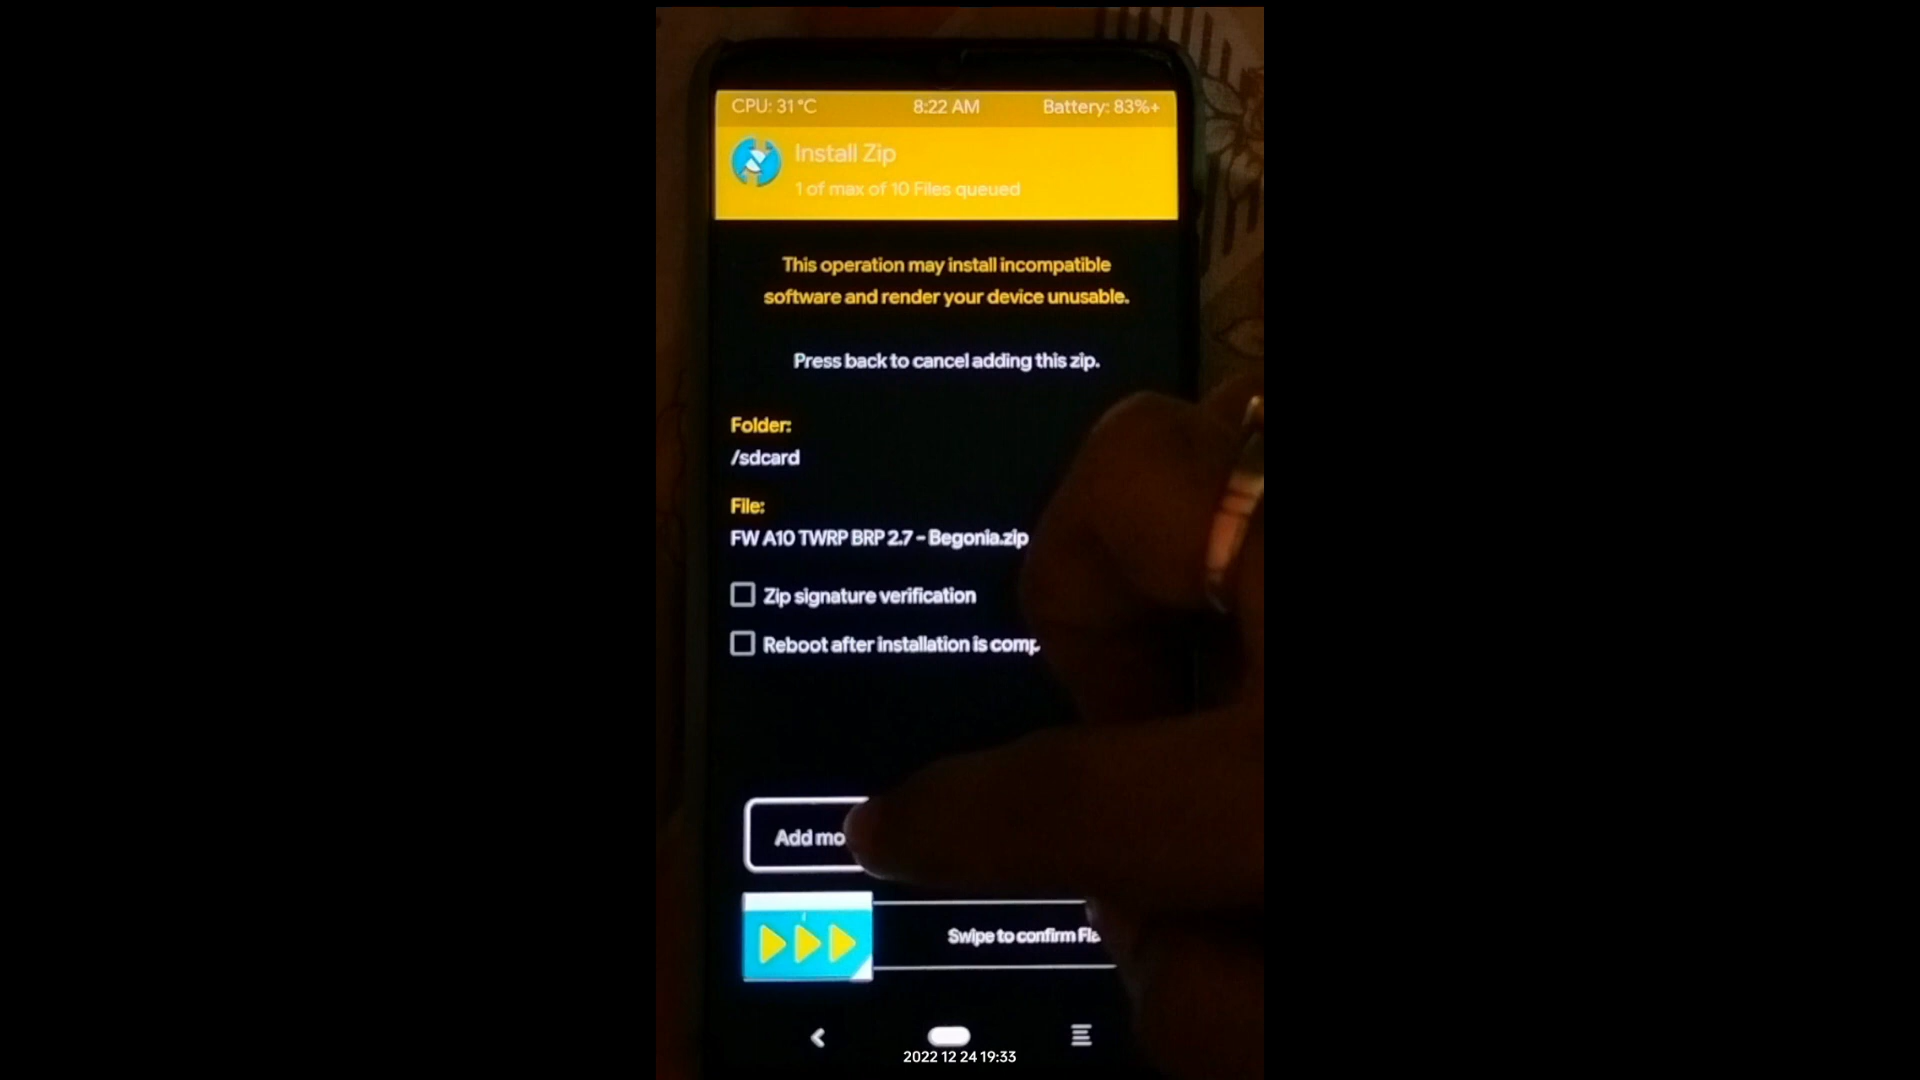 CPU: 31 °C 8:22 AM Battery: 83%+
Install Zip
1 of max of 10 Files queued
This operation may install incompatible
software and render your device unusable.
Press back to cancel adding this zip.
Folder:
/sdcard
File:
FW A10 TWRP BRP 2.7 - Begonia.zip
Zip signature verification
Reboot after installation is comp
Add mo
Swipe to confirm Fla
2022 12 24 19:33